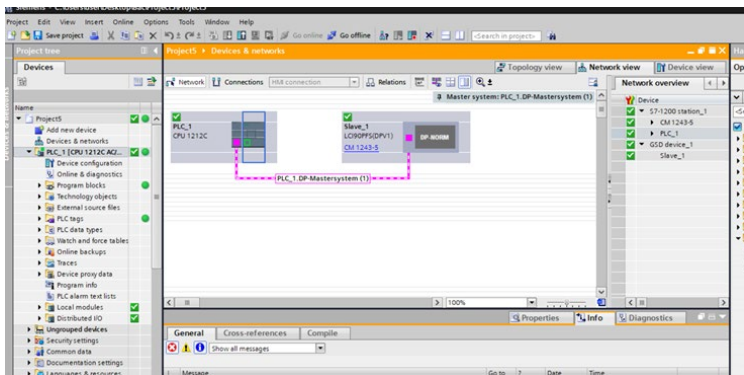 Siemens - C:\Users\user\Desktop\Backup\Project5\Project5
Project Edit View Insert Online Options Tools Window Help
Save project Go online Go offline <Search in project>
Project tree
Project5 › Devices & networks
Devices
Topology view Network view Device view
Network Connections HMI connection Relations
Network overview
Master system: PLC_1.DP-Mastersystem (1)
Device
S7-1200 station_1
CM 1243-5
PLC_1
GSD device_1
Slave_1
Name
Project5
Add new device
Devices & networks
PLC_1 [CPU 1212C AC/...
Device configuration
Online & diagnostics
Program blocks
Technology objects
External source files
PLC tags
PLC data types
Watch and force tables
Online backups
Traces
Device proxy data
Program info
PLC alarm text lists
Local modules
Distributed I/O
Ungrouped devices
Security settings
Common data
Documentation settings
Languages & resources
PLC_1
CPU 1212C
Slave_1
LCI90PFS(DPV1)
CM 1243-5
DP-NORM
PLC_1.DP-Mastersystem (1)
100%
Properties Info Diagnostics
General Cross-references Compile
Show all messages
! Message Go to ? Date Time